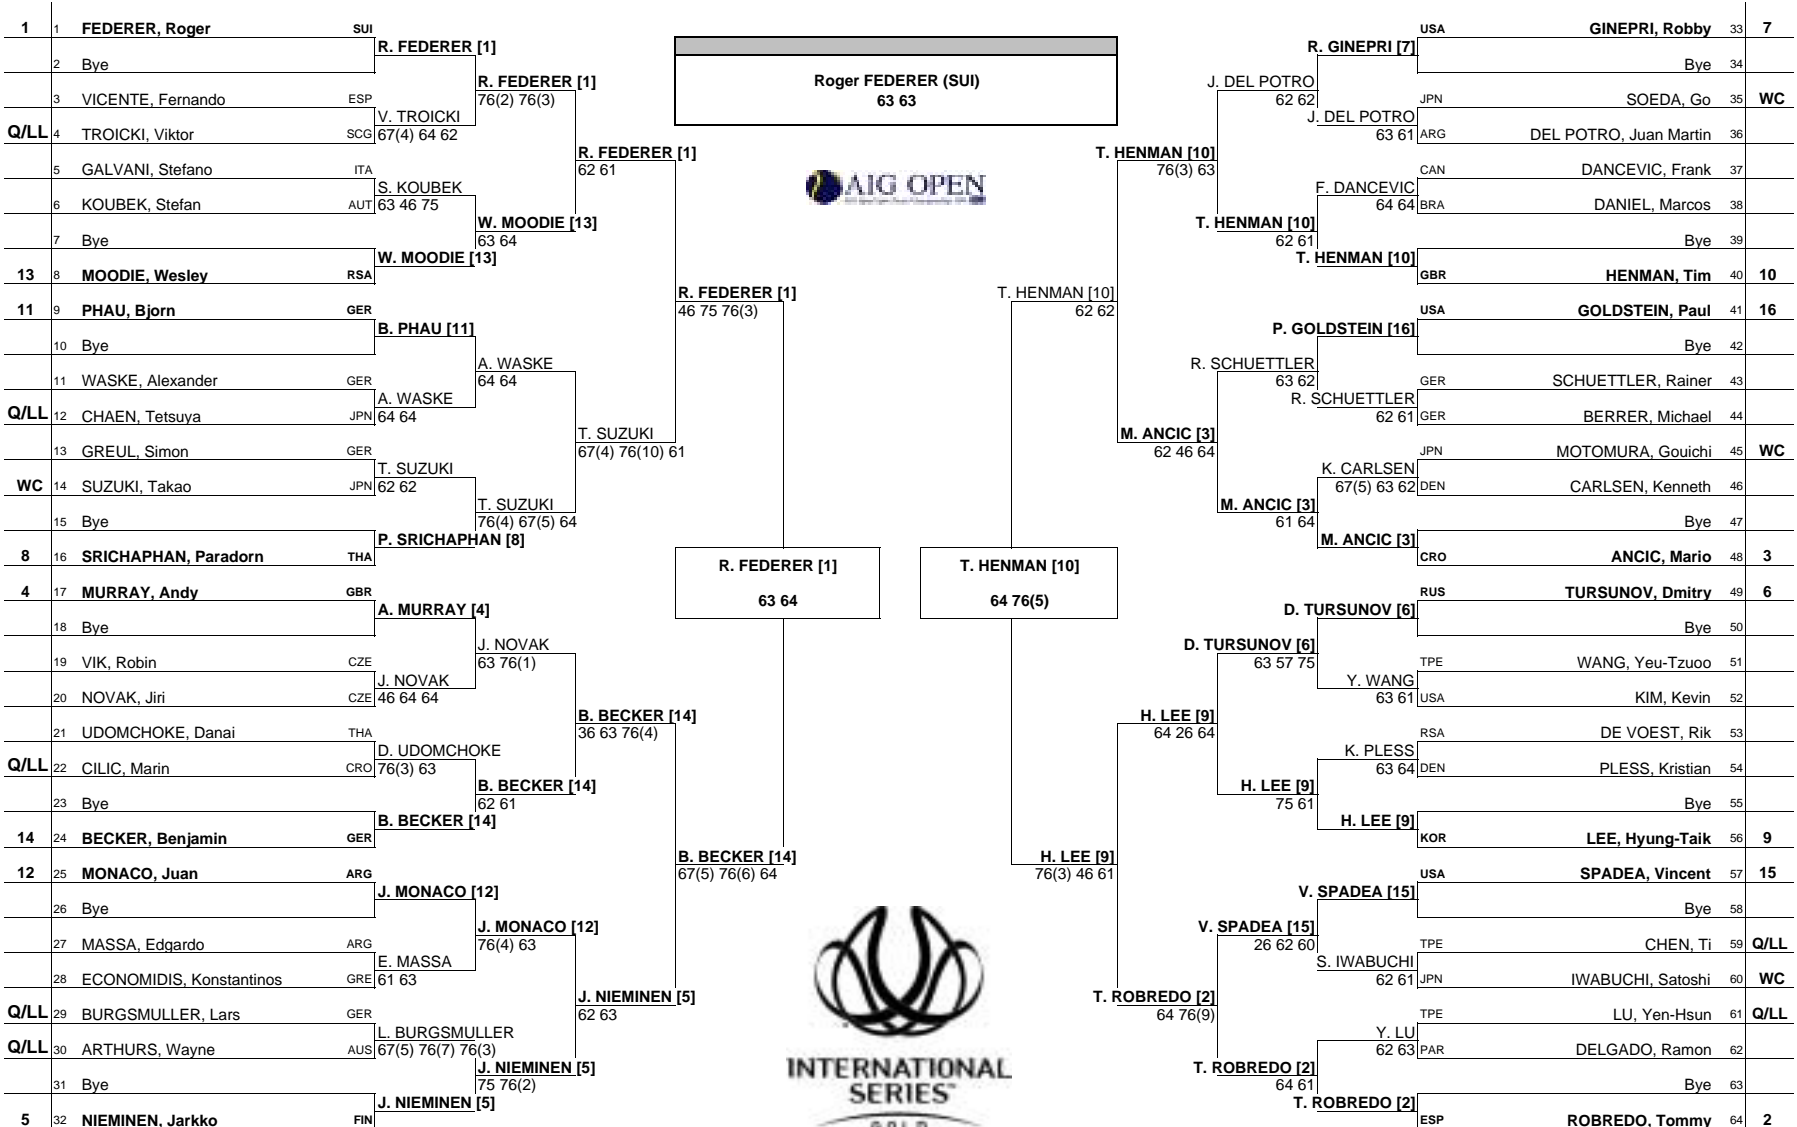 1 1 FEDERER, Roger SUI
R. FEDERER [1]
2 Bye
R. FEDERER [1]
76(2) 76(3)
3 VICENTE, Fernando ESP
V. TROICKI
67(4) 64 62
Q/LL 4 TROICKI, Viktor SCG
R. FEDERER [1]
62 61
5 GALVANI, Stefano ITA
S. KOUBEK
63 46 75
6 KOUBEK, Stefan AUT
W. MOODIE [13]
63 64
7 Bye
W. MOODIE [13]
13 8 MOODIE, Wesley RSA
R. FEDERER [1]
46 75 76(3)
11 9 PHAU, Bjorn GER
B. PHAU [11]
10 Bye
A. WASKE
64 64
11 WASKE, Alexander GER
A. WASKE
64 64
Q/LL 12 CHAEN, Tetsuya JPN
T. SUZUKI
67(4) 76(10) 61
13 GREUL, Simon GER
T. SUZUKI
62 62
WC 14 SUZUKI, Takao JPN
T. SUZUKI
76(4) 67(5) 64
15 Bye
P. SRICHAPHAN [8]
8 16 SRICHAPHAN, Paradorn THA
R. FEDERER [1]
63 64
4 17 MURRAY, Andy GBR
A. MURRAY [4]
18 Bye
J. NOVAK
63 76(1)
19 VIK, Robin CZE
J. NOVAK
46 64 64
20 NOVAK, Jiri CZE
B. BECKER [14]
36 63 76(4)
21 UDOMCHOKE, Danai THA
D. UDOMCHOKE
76(3) 63
Q/LL 22 CILIC, Marin CRO
B. BECKER [14]
62 61
23 Bye
B. BECKER [14]
14 24 BECKER, Benjamin GER
B. BECKER [14]
67(5) 76(6) 64
12 25 MONACO, Juan ARG
J. MONACO [12]
26 Bye
J. MONACO [12]
76(4) 63
27 MASSA, Edgardo ARG
E. MASSA
61 63
28 ECONOMIDIS, Konstantinos GRE
J. NIEMINEN [5]
62 63
Q/LL 29 BURGSMULLER, Lars GER
L. BURGSMULLER
67(5) 76(7) 76(3)
Q/LL 30 ARTHURS, Wayne AUS
J. NIEMINEN [5]
75 76(2)
31 Bye
J. NIEMINEN [5]
5 32 NIEMINEN, Jarkko FIN
Roger FEDERER (SUI)
63 63
AIG OPEN
INTERNATIONAL
SERIES
GOLD
USA GINEPRI, Robby 33 7
R. GINEPRI [7]
Bye 34
J. DEL POTRO
62 62
JPN SOEDA, Go 35 WC
J. DEL POTRO
63 61
ARG DEL POTRO, Juan Martin 36
T. HENMAN [10]
76(3) 63
CAN DANCEVIC, Frank 37
F. DANCEVIC
64 64
BRA DANIEL, Marcos 38
T. HENMAN [10]
62 61
Bye 39
T. HENMAN [10]
GBR HENMAN, Tim 40 10
T. HENMAN [10]
62 62
USA GOLDSTEIN, Paul 41 16
P. GOLDSTEIN [16]
Bye 42
R. SCHUETTLER
63 62
GER SCHUETTLER, Rainer 43
R. SCHUETTLER
62 61
GER BERRER, Michael 44
M. ANCIC [3]
62 46 64
JPN MOTOMURA, Gouichi 45 WC
K. CARLSEN
67(5) 63 62
DEN CARLSEN, Kenneth 46
M. ANCIC [3]
61 64
Bye 47
M. ANCIC [3]
CRO ANCIC, Mario 48 3
T. HENMAN [10]
64 76(5)
RUS TURSUNOV, Dmitry 49 6
D. TURSUNOV [6]
Bye 50
D. TURSUNOV [6]
63 57 75
TPE WANG, Yeu-Tzuoo 51
Y. WANG
63 61
USA KIM, Kevin 52
H. LEE [9]
64 26 64
RSA DE VOEST, Rik 53
K. PLESS
63 64
DEN PLESS, Kristian 54
H. LEE [9]
75 61
Bye 55
H. LEE [9]
KOR LEE, Hyung-Taik 56 9
H. LEE [9]
76(3) 46 61
USA SPADEA, Vincent 57 15
V. SPADEA [15]
Bye 58
V. SPADEA [15]
26 62 60
TPE CHEN, Ti 59 Q/LL
S. IWABUCHI
62 61
JPN IWABUCHI, Satoshi 60 WC
T. ROBREDO [2]
64 76(9)
TPE LU, Yen-Hsun 61 Q/LL
Y. LU
62 63
PAR DELGADO, Ramon 62
T. ROBREDO [2]
64 61
Bye 63
T. ROBREDO [2]
ESP ROBREDO, Tommy 64 2